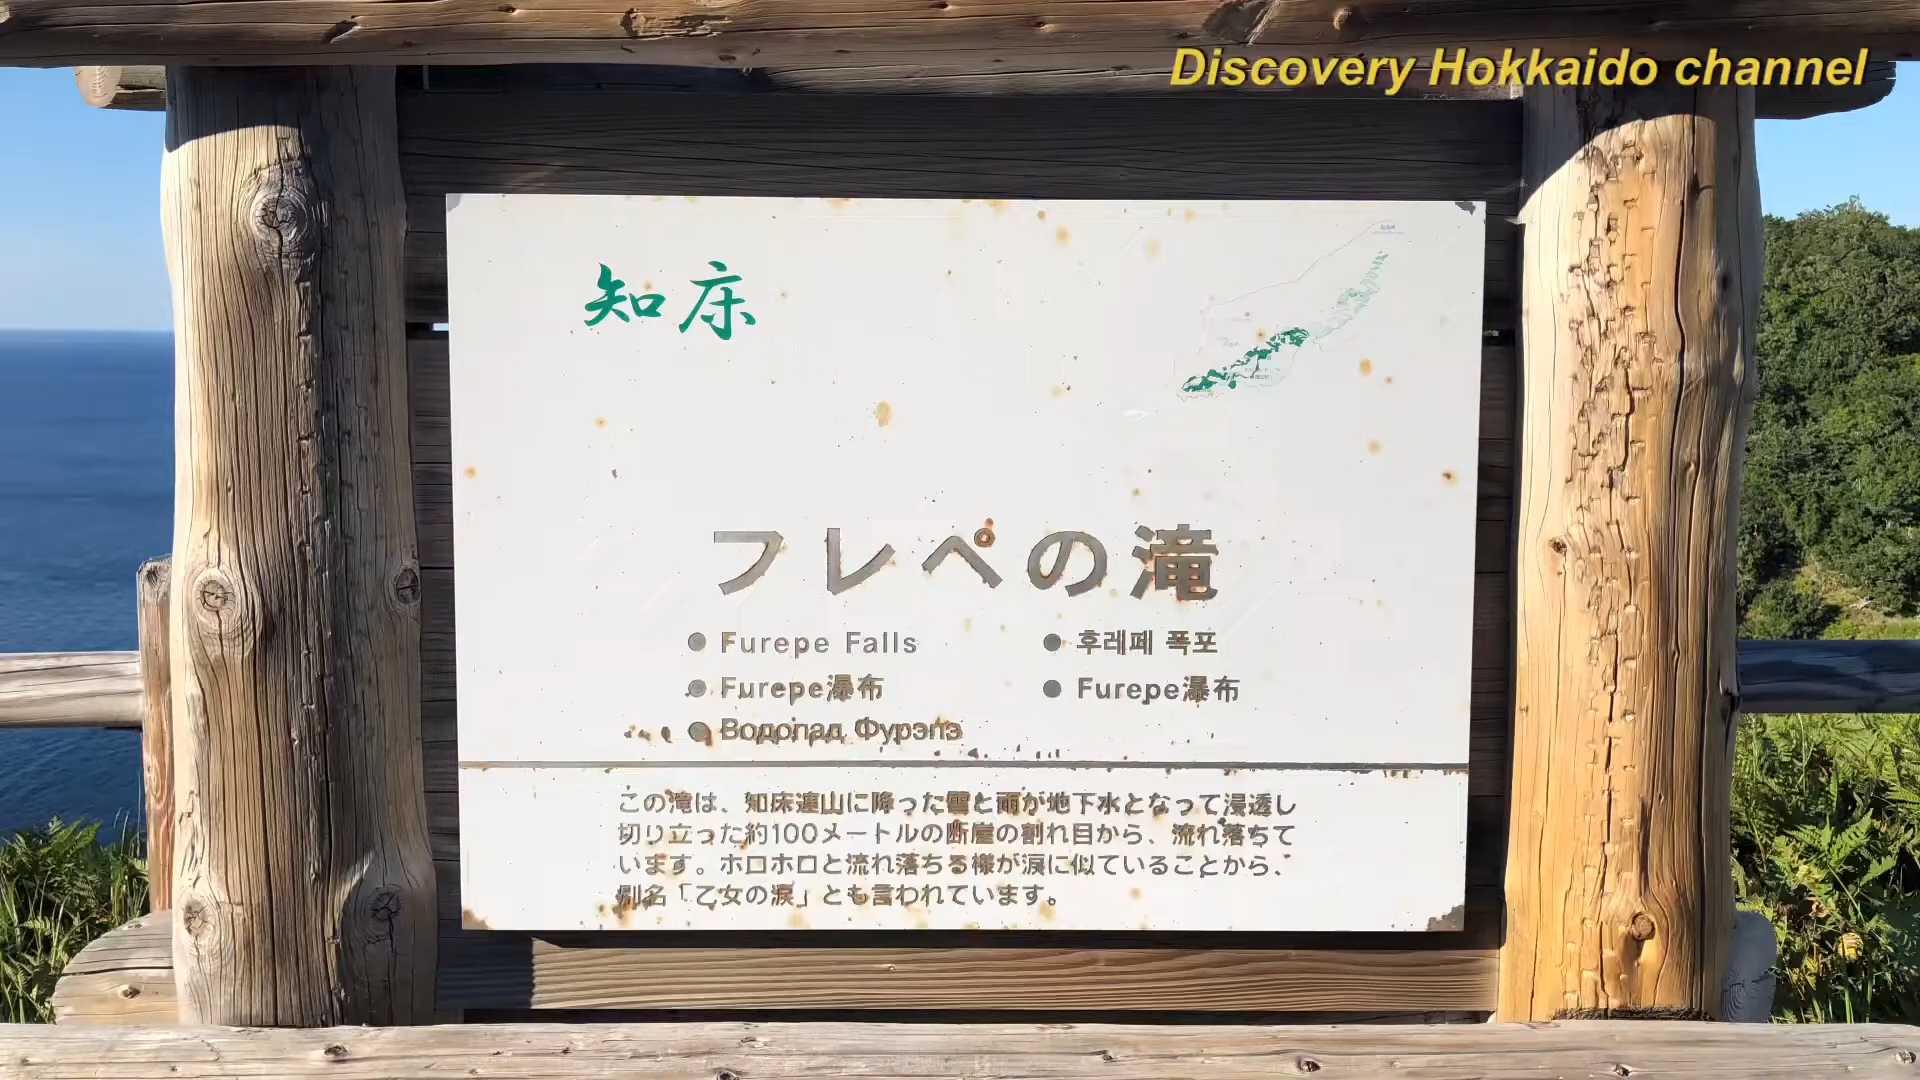 Discovery Hokkaido channel
知床
フレペの滝
● Furepe Falls
● 후레페 폭포
● Furepe瀑布
● Furepe瀑布
● Водопад Фурэпэ
この滝は、知床連山に降った雪と雨が地下水となって浸透し
切り立った約100メートルの断崖の割れ目から、流れ落ちて
います。ホロホロと流れ落ちる様が涙に似ていることから、
別名「乙女の涙」とも言われています。